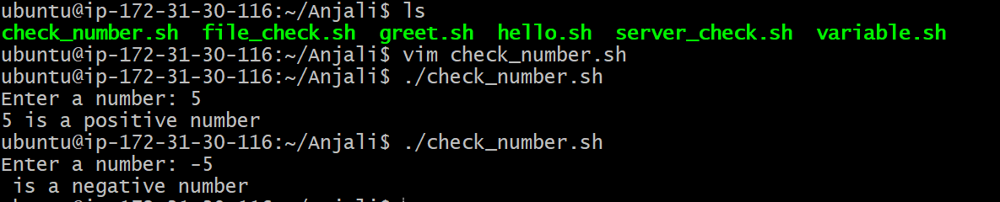 ubuntu@ip-172-31-30-116:~/Anjali$ ls
check_number.sh  file_check.sh  greet.sh  hello.sh  server_check.sh  variable.sh
ubuntu@ip-172-31-30-116:~/Anjali$ vim check_number.sh
ubuntu@ip-172-31-30-116:~/Anjali$ ./check_number.sh
Enter a number: 5
5 is a positive number
ubuntu@ip-172-31-30-116:~/Anjali$ ./check_number.sh
Enter a number: -5
 is a negative number